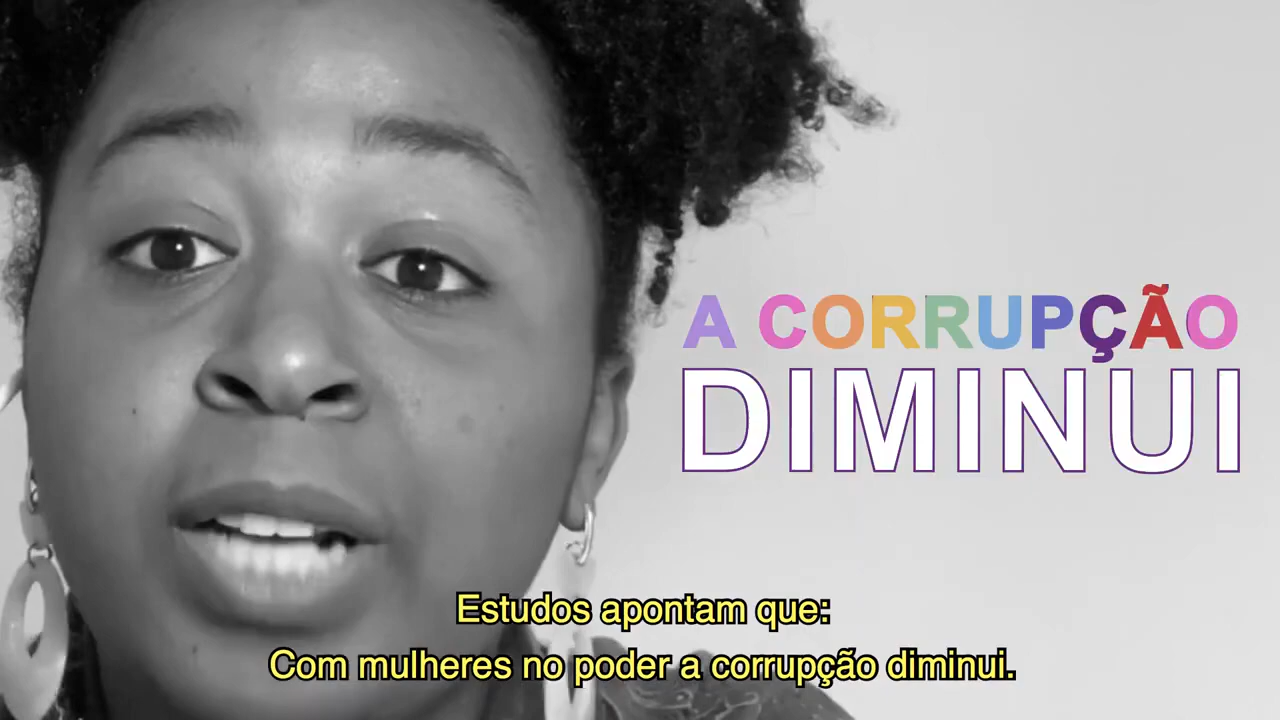 A CORRUPÇÃO
DIMINUI
Estudos apontam que:
Com mulheres no poder a corrupção diminui.